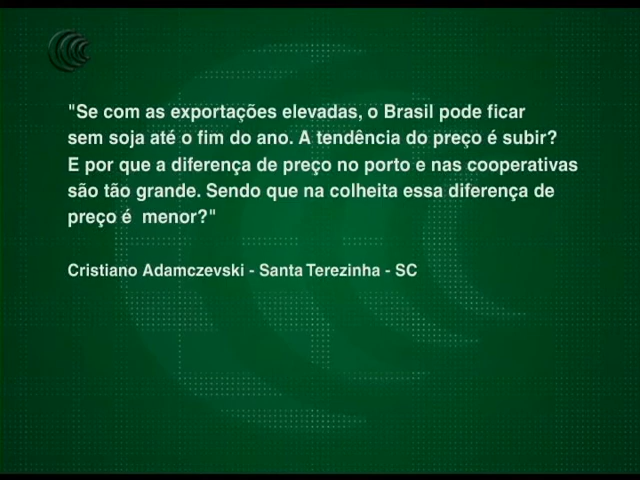 "Se com as exportações elevadas, o Brasil pode ficar
sem soja até o fim do ano. A tendência do preço é subir?
E por que a diferença de preço no porto e nas cooperativas
são tão grande. Sendo que na colheita essa diferença de
preço é  menor?"
Cristiano Adamczevski - Santa Terezinha - SC